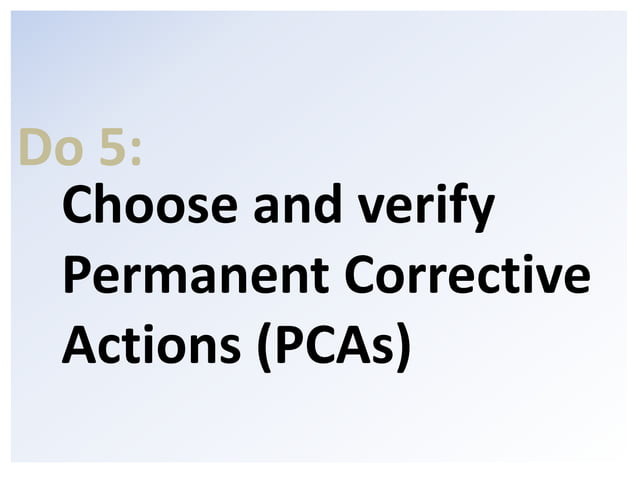 Do 5:
Choose and verify
Permanent Corrective
Actions (PCAs)